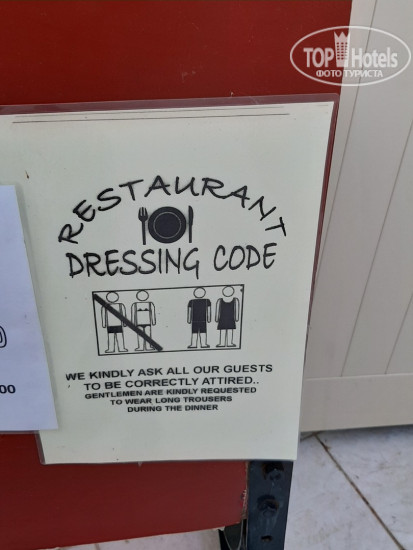 TOP Hotels
ФОТО ТУРИСТА
RESTAURANT
DRESSING CODE
WE KINDLY ASK ALL OUR GUESTS
TO BE CORRECTLY ATTIRED..
GENTLEMEN ARE KINDLY REQUESTED
TO WEAR LONG TROUSERS
DURING THE DINNER
00